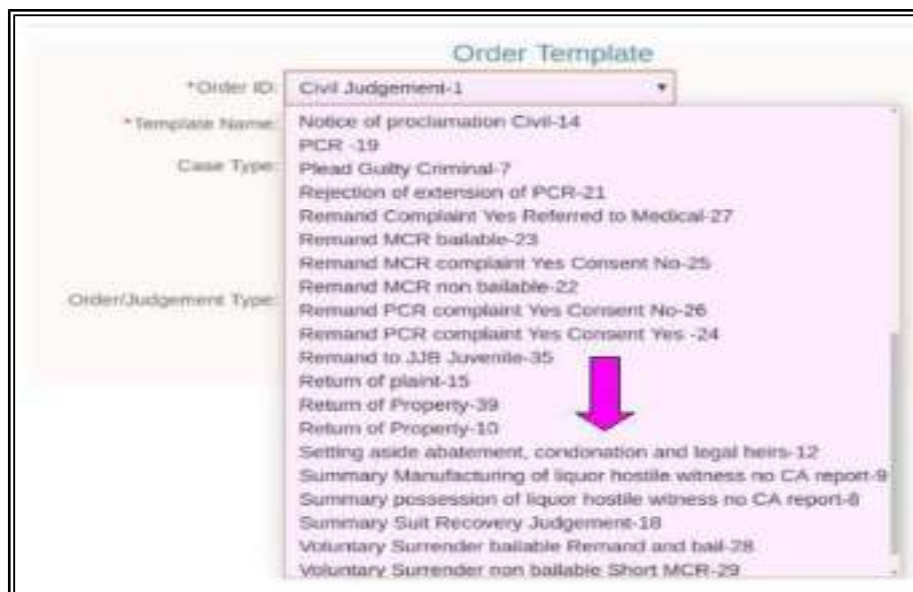 Order Template
*Order ID: Civil Judgement-1
*Template Name:
Notice of proclamation Civil-14
PCR -19
Case Type:
Plead Guilty Criminal-7
Rejection of extension of PCR-21
Remand Complaint Yes Referred to Medical-27
Remand MCR bailable-23
Remand MCR complaint Yes Consent No-25
Remand MCR non bailable-22
Order/Judgement Type:
Remand PCR complaint Yes Consent No-26
Remand PCR complaint Yes Consent Yes -24
Remand to JJB Juvenile-35
Return of plaint-15
Return of Property-39
Return of Property-10
Setting aside abatement, condonation and legal heirs-12
Summary Manufacturing of liquor hostile witness no CA report-9
Summary possession of liquor hostile witness no CA report-8
Summary Suit Recovery Judgement-18
Voluntary Surrender bailable Remand and bail-28
Voluntary Surrender non bailable Short MCR-29